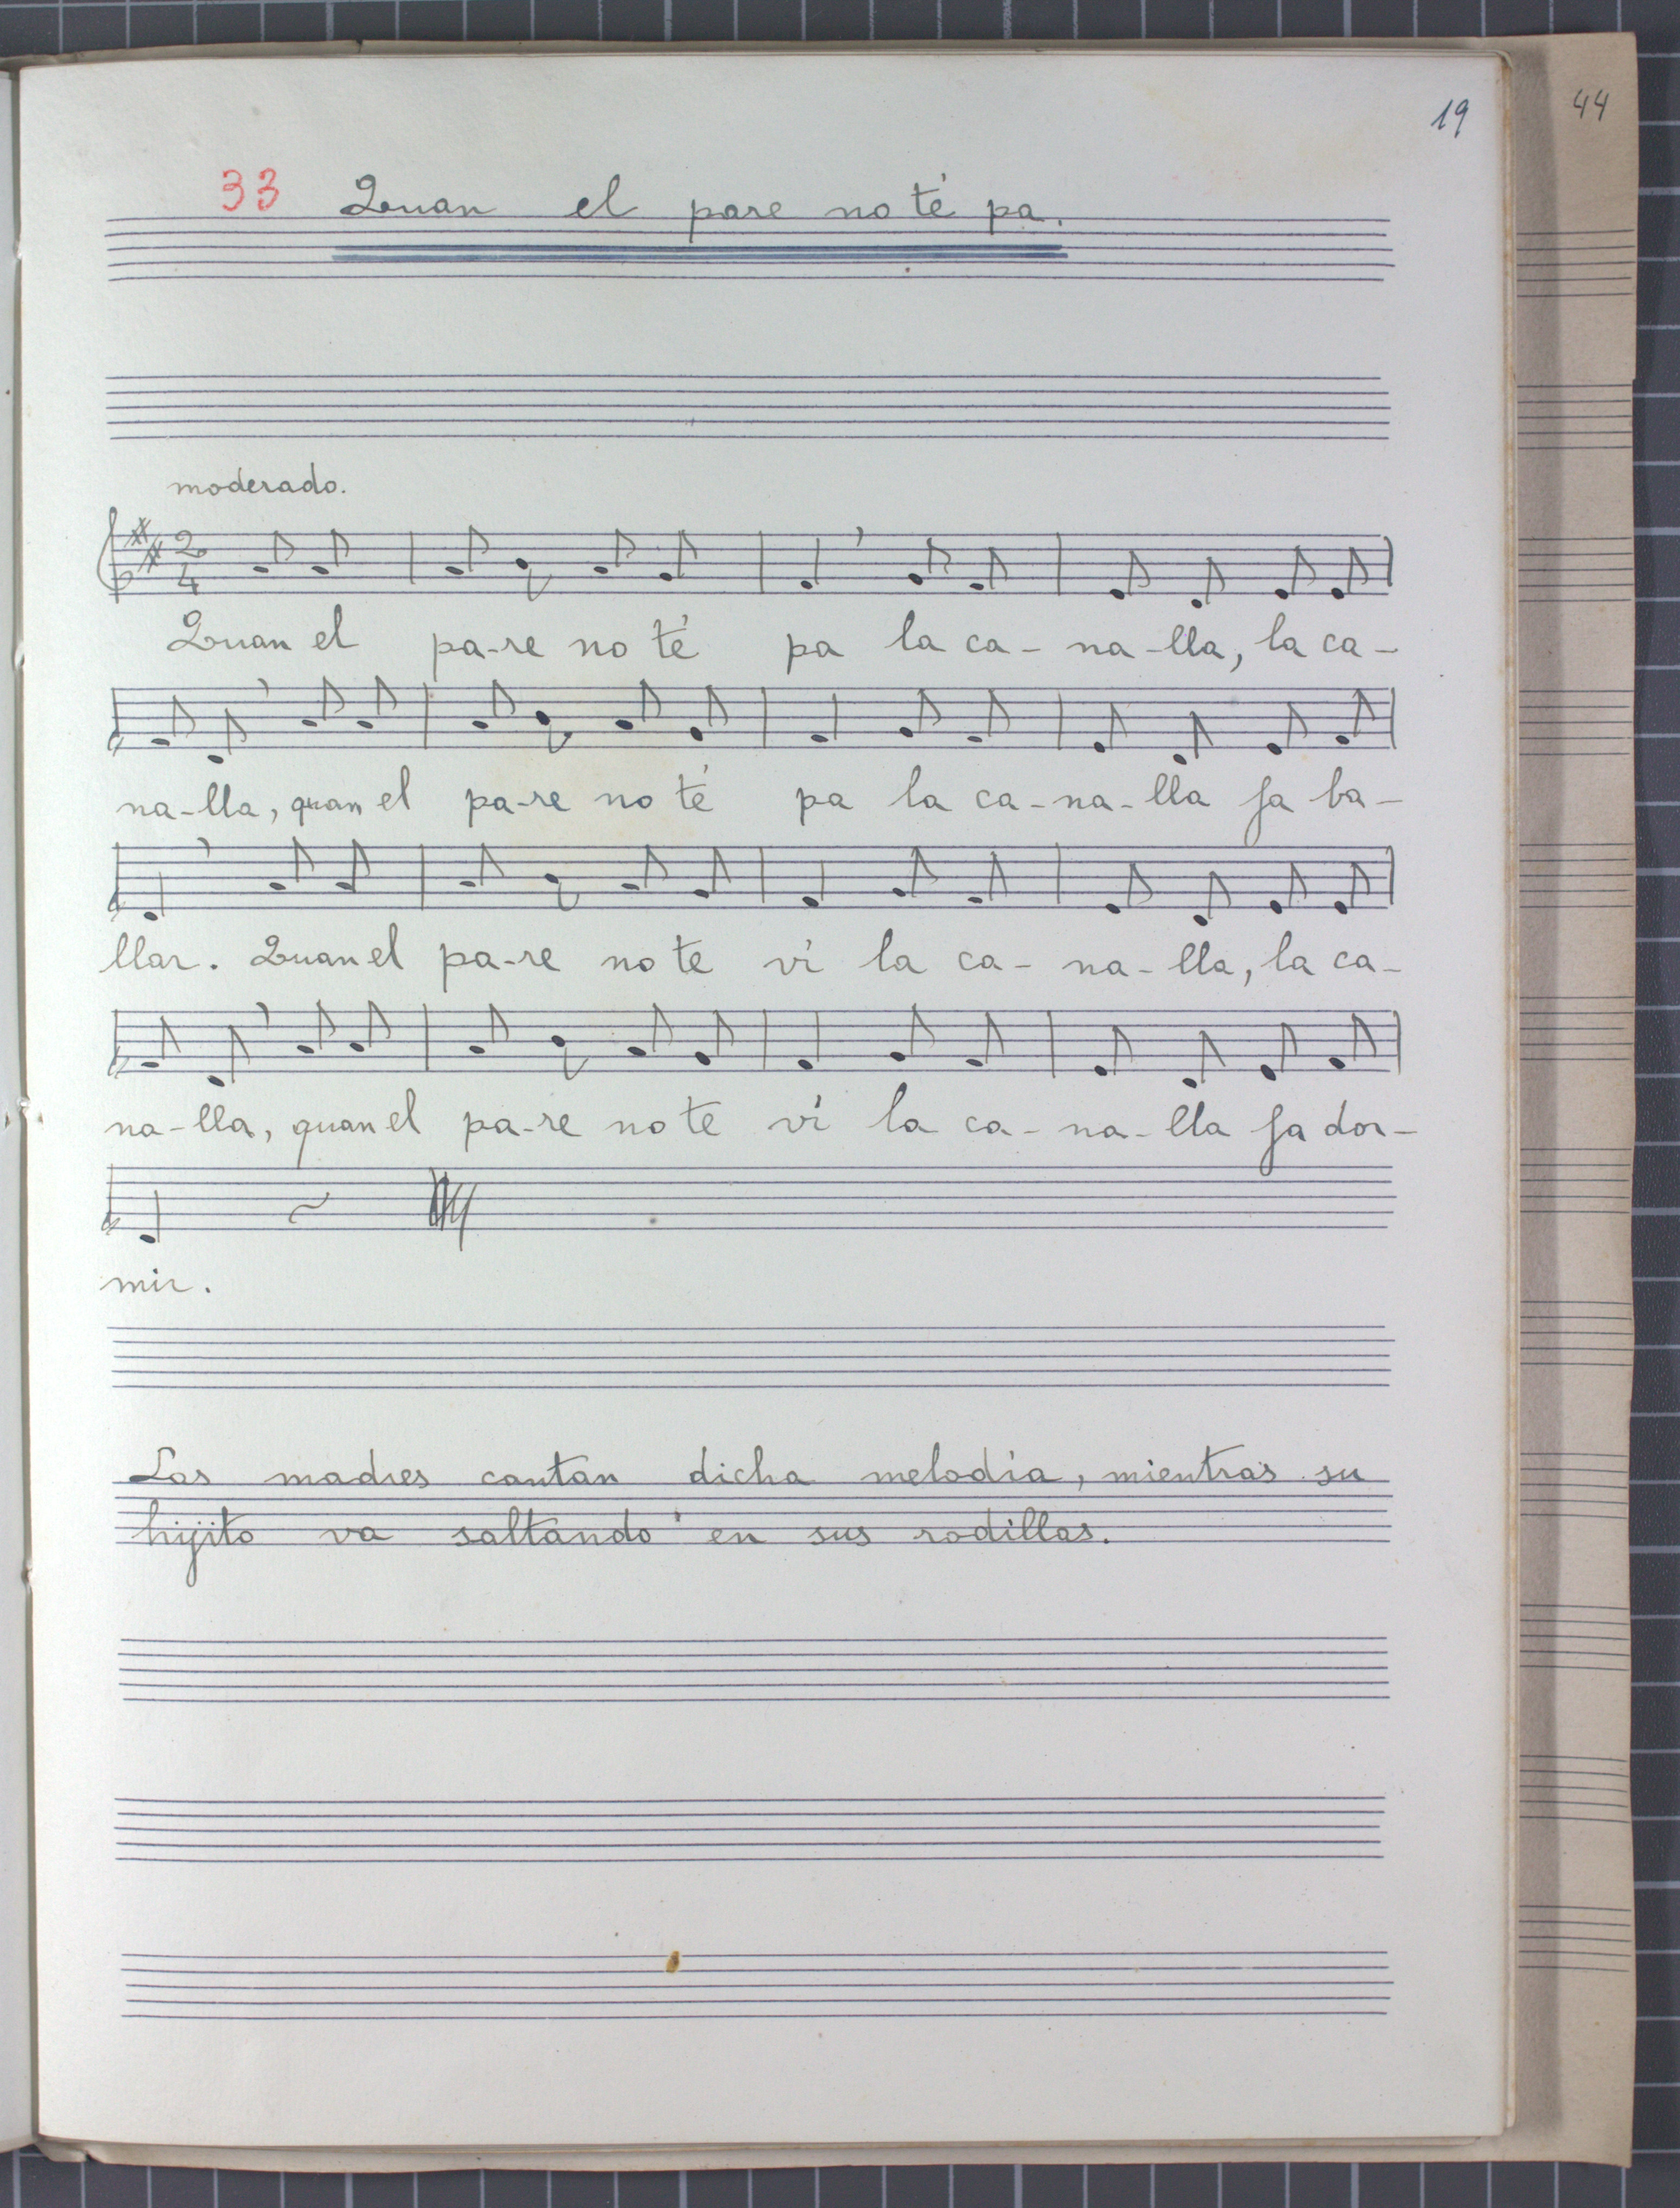 19
44
33 Quan el pare no té pa.
moderado.
2
4
Quan el pa-re no té pa la ca- na-lla, la ca-
na-lla, quan el pa-re no té pa la ca-na-lla fa ba-
llar. Quan el pa-re no te vi la ca- na-lla, la ca-
na-lla, quan el pa-re no te vi la ca-na-lla fa dor-
mir.
Las madres cantan dicha melodía, mientras su
hijito va saltando en sus rodillas.